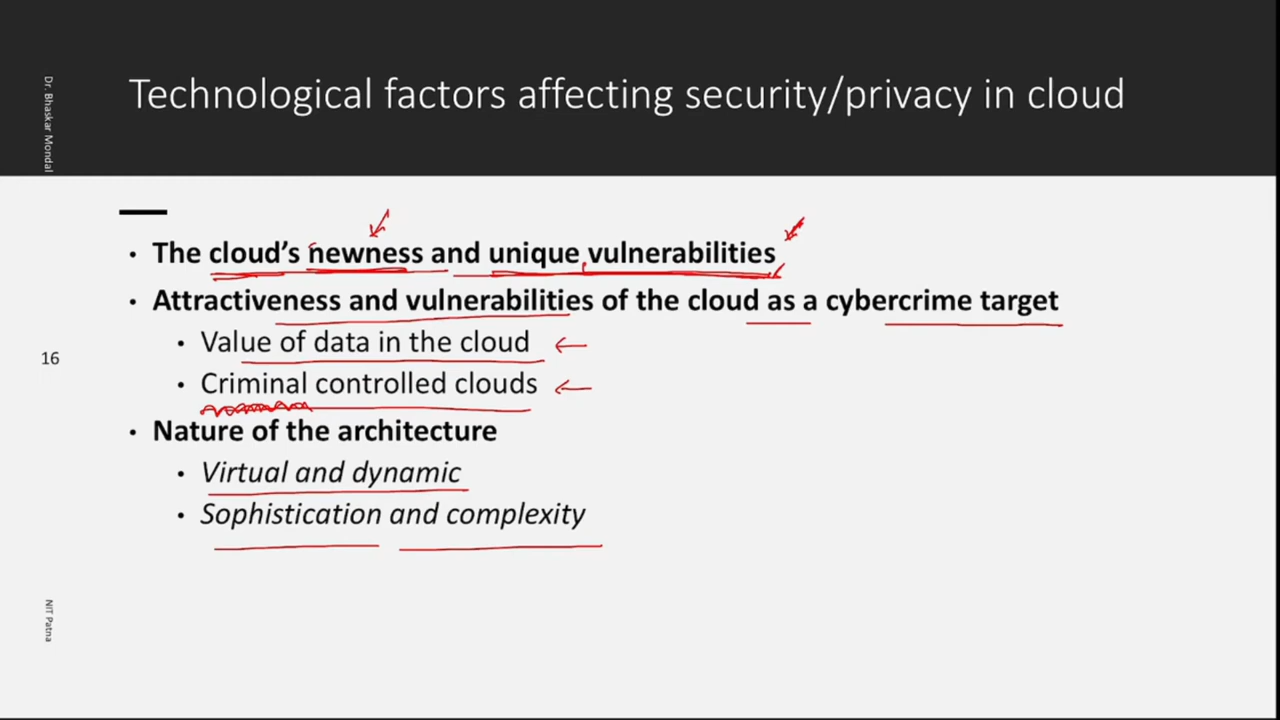 Dr. Bhaskar Mondal
Technological factors affecting security/privacy in cloud
• The cloud's newness and unique vulnerabilities
• Attractiveness and vulnerabilities of the cloud as a cybercrime target
• Value of data in the cloud
• Criminal controlled clouds
16
• Nature of the architecture
• Virtual and dynamic
• Sophistication and complexity
NIT Patna